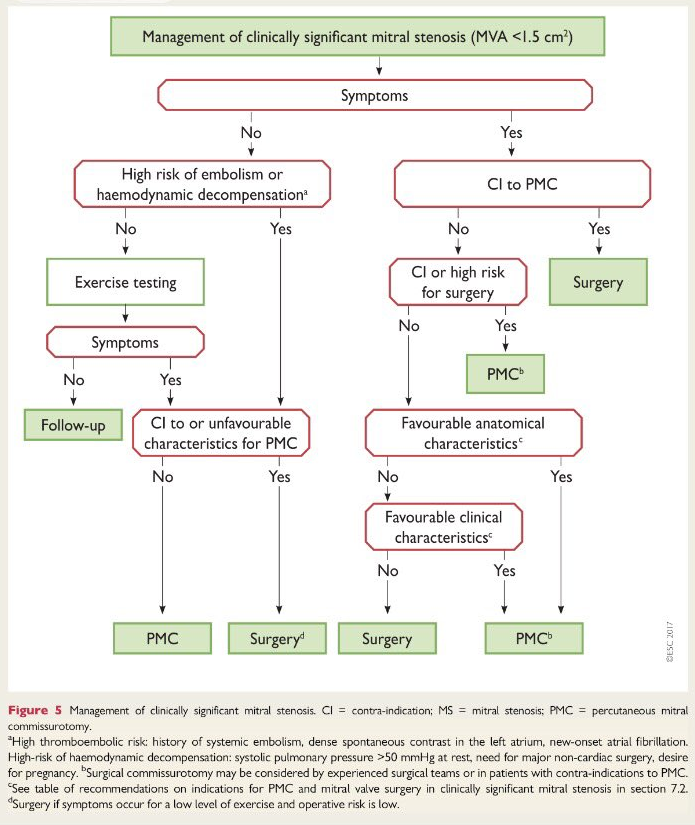 Management of clinically significant mitral stenosis (MVA <1.5 cm²)
Symptoms
No
Yes
High risk of embolism or
haemodynamic decompensationᵃ
CI to PMC
No
Yes
No
Yes
Exercise testing
CI or high risk
for surgery
Surgery
Symptoms
No
Yes
No
Yes
PMCᵇ
Follow-up
CI to or unfavourable
characteristics for PMC
Favourable anatomical
characteristicsᶜ
No
Yes
No
Yes
Favourable clinical
characteristicsᶜ
No
Yes
PMC
Surgeryᵈ
Surgery
PMCᵇ
©ESC 2017
Figure 5 Management of clinically significant mitral stenosis. CI = contra-indication; MS = mitral stenosis; PMC = percutaneous mitral
commissurotomy.
ᵃHigh thromboembolic risk: history of systemic embolism, dense spontaneous contrast in the left atrium, new-onset atrial fibrillation.
High-risk of haemodynamic decompensation: systolic pulmonary pressure >50 mmHg at rest, need for major non-cardiac surgery, desire
for pregnancy. ᵇSurgical commissurotomy may be considered by experienced surgical teams or in patients with contra-indications to PMC.
ᶜSee table of recommendations on indications for PMC and mitral valve surgery in clinically significant mitral stenosis in section 7.2.
ᵈSurgery if symptoms occur for a low level of exercise and operative risk is low.